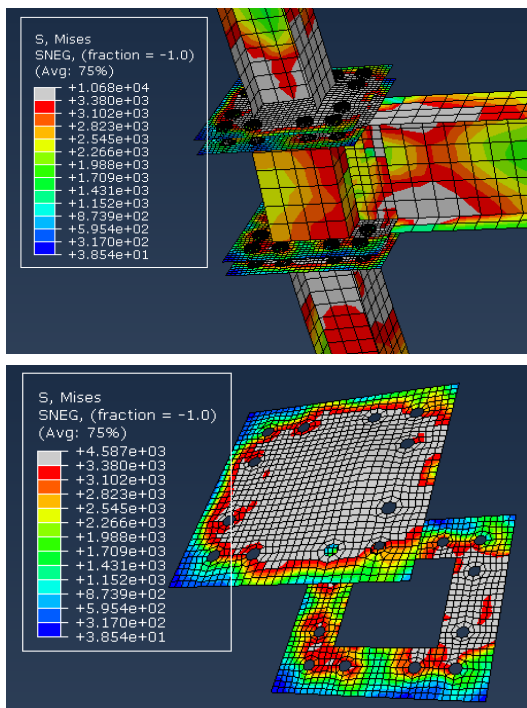 S, Mises
SNEG, (fraction = -1.0)
(Avg: 75%)
+1.068e+04
+3.380e+03
+3.102e+03
+2.823e+03
+2.545e+03
+2.266e+03
+1.988e+03
+1.709e+03
+1.431e+03
+1.152e+03
+8.739e+02
+5.954e+02
+3.170e+02
+3.854e+01
S, Mises
SNEG, (fraction = -1.0)
(Avg: 75%)
+4.587e+03
+3.380e+03
+3.102e+03
+2.823e+03
+2.545e+03
+2.266e+03
+1.988e+03
+1.709e+03
+1.431e+03
+1.152e+03
+8.739e+02
+5.954e+02
+3.170e+02
+3.854e+01